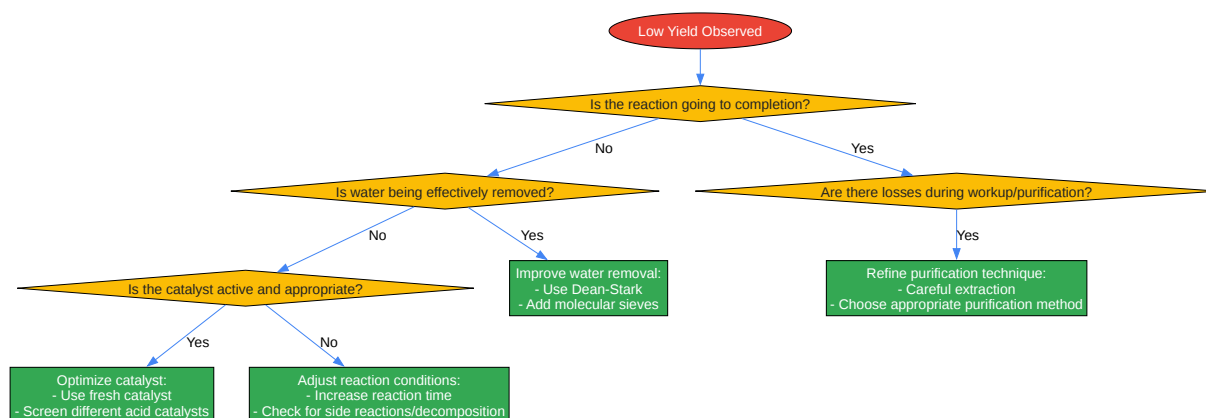 Low Yield Observed
Is the reaction going to completion?
No
Yes
Is water being effectively removed?
Are there losses during workup/purification?
No
Yes
Yes
Is the catalyst active and appropriate?
Improve water removal:
- Use Dean-Stark
- Add molecular sieves
Refine purification technique:
- Careful extraction
- Choose appropriate purification method
Yes
No
Optimize catalyst:
- Use fresh catalyst
- Screen different acid catalysts
Adjust reaction conditions:
- Increase reaction time
- Check for side reactions/decomposition